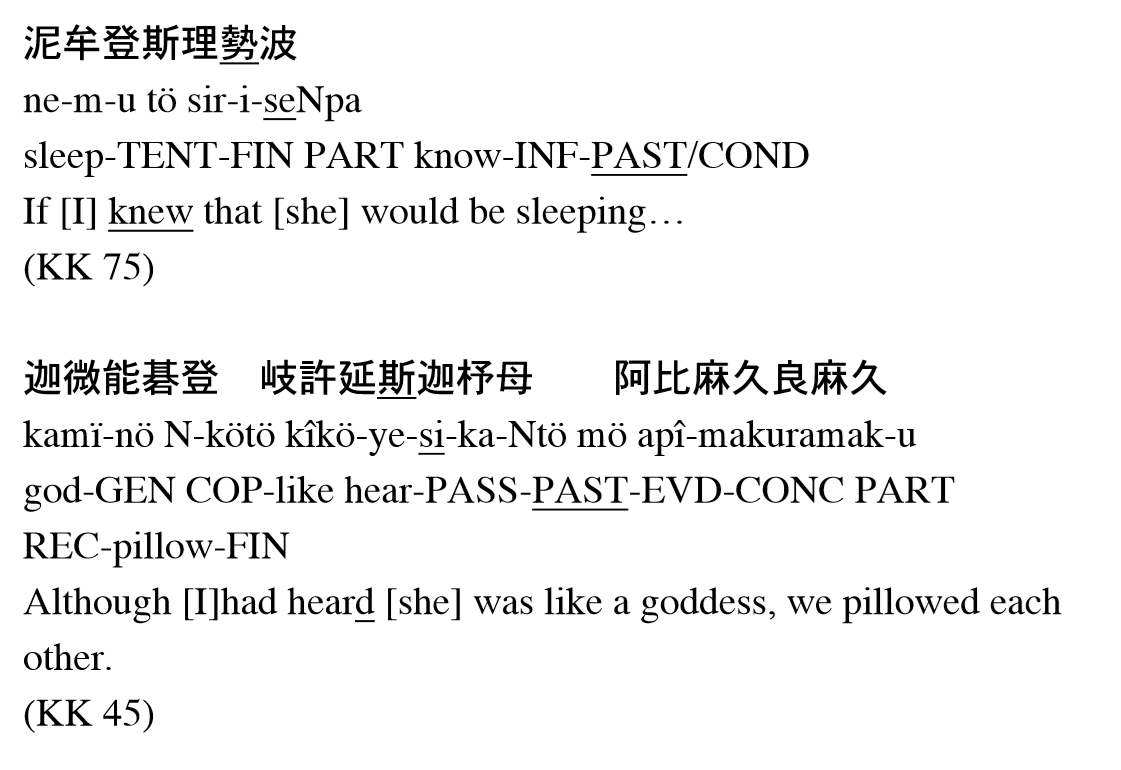 泥牟登斯理勢波
ne-m-u tö sir-i-seNpa
sleep-TENT-FIN PART know-INF-PAST/COND
If [I] knew that [she] would be sleeping…
(KK 75)
迦微能碁登　岐許延斯迦杼母　　阿比麻久良麻久
kamï-nö N-kötö kîkö-ye-si-ka-Ntö mö apî-makuramak-u
god-GEN COP-like hear-PASS-PAST-EVD-CONC PART
REC-pillow-FIN
Although [I]had heard [she] was like a goddess, we pillowed each
other.
(KK 45)